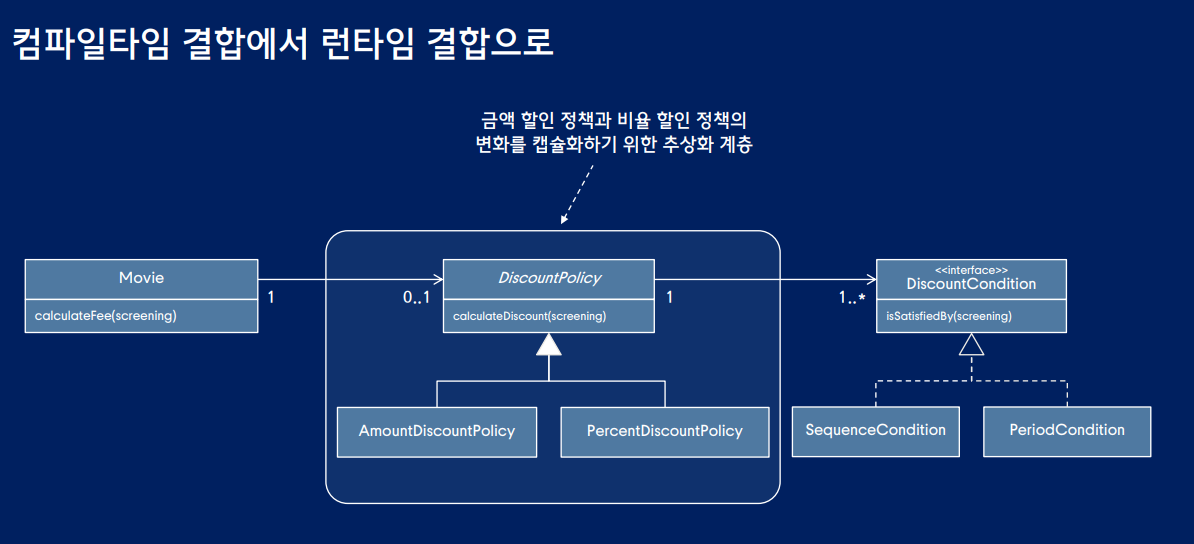 컴파일타임 결합에서 런타임 결합으로
금액 할인 정책과 비율 할인 정책의
변화를 캡슐화하기 위한 추상화 계층
Movie
calculateFee(screening)
1
0..1
DiscountPolicy
calculateDiscount(screening)
1
1..*
<<interface>>
DiscountCondition
isSatisfiedBy(screening)
AmountDiscountPolicy
PercentDiscountPolicy
SequenceCondition
PeriodCondition